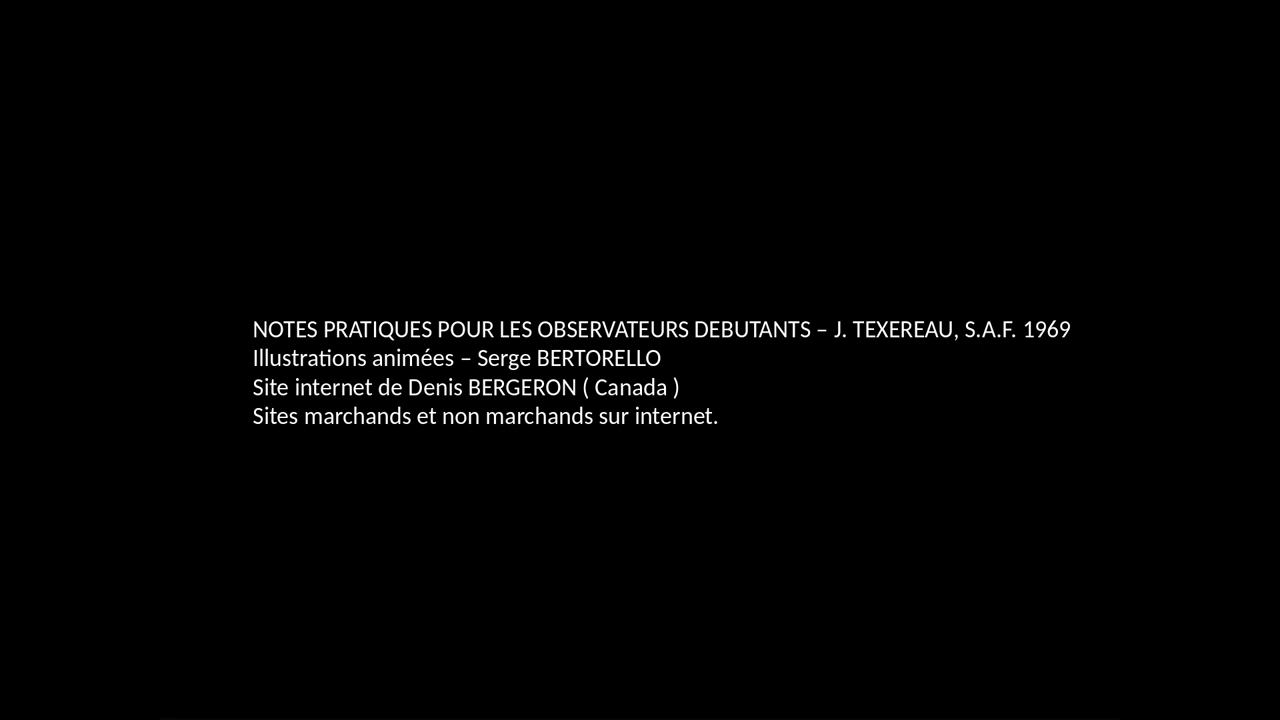 NOTES PRATIQUES POUR LES OBSERVATEURS DEBUTANTS – J. TEXEREAU, S.A.F. 1969
Illustrations animées – Serge BERTORELLO
Site internet de Denis BERGERON ( Canada )
Sites marchands et non marchands sur internet.